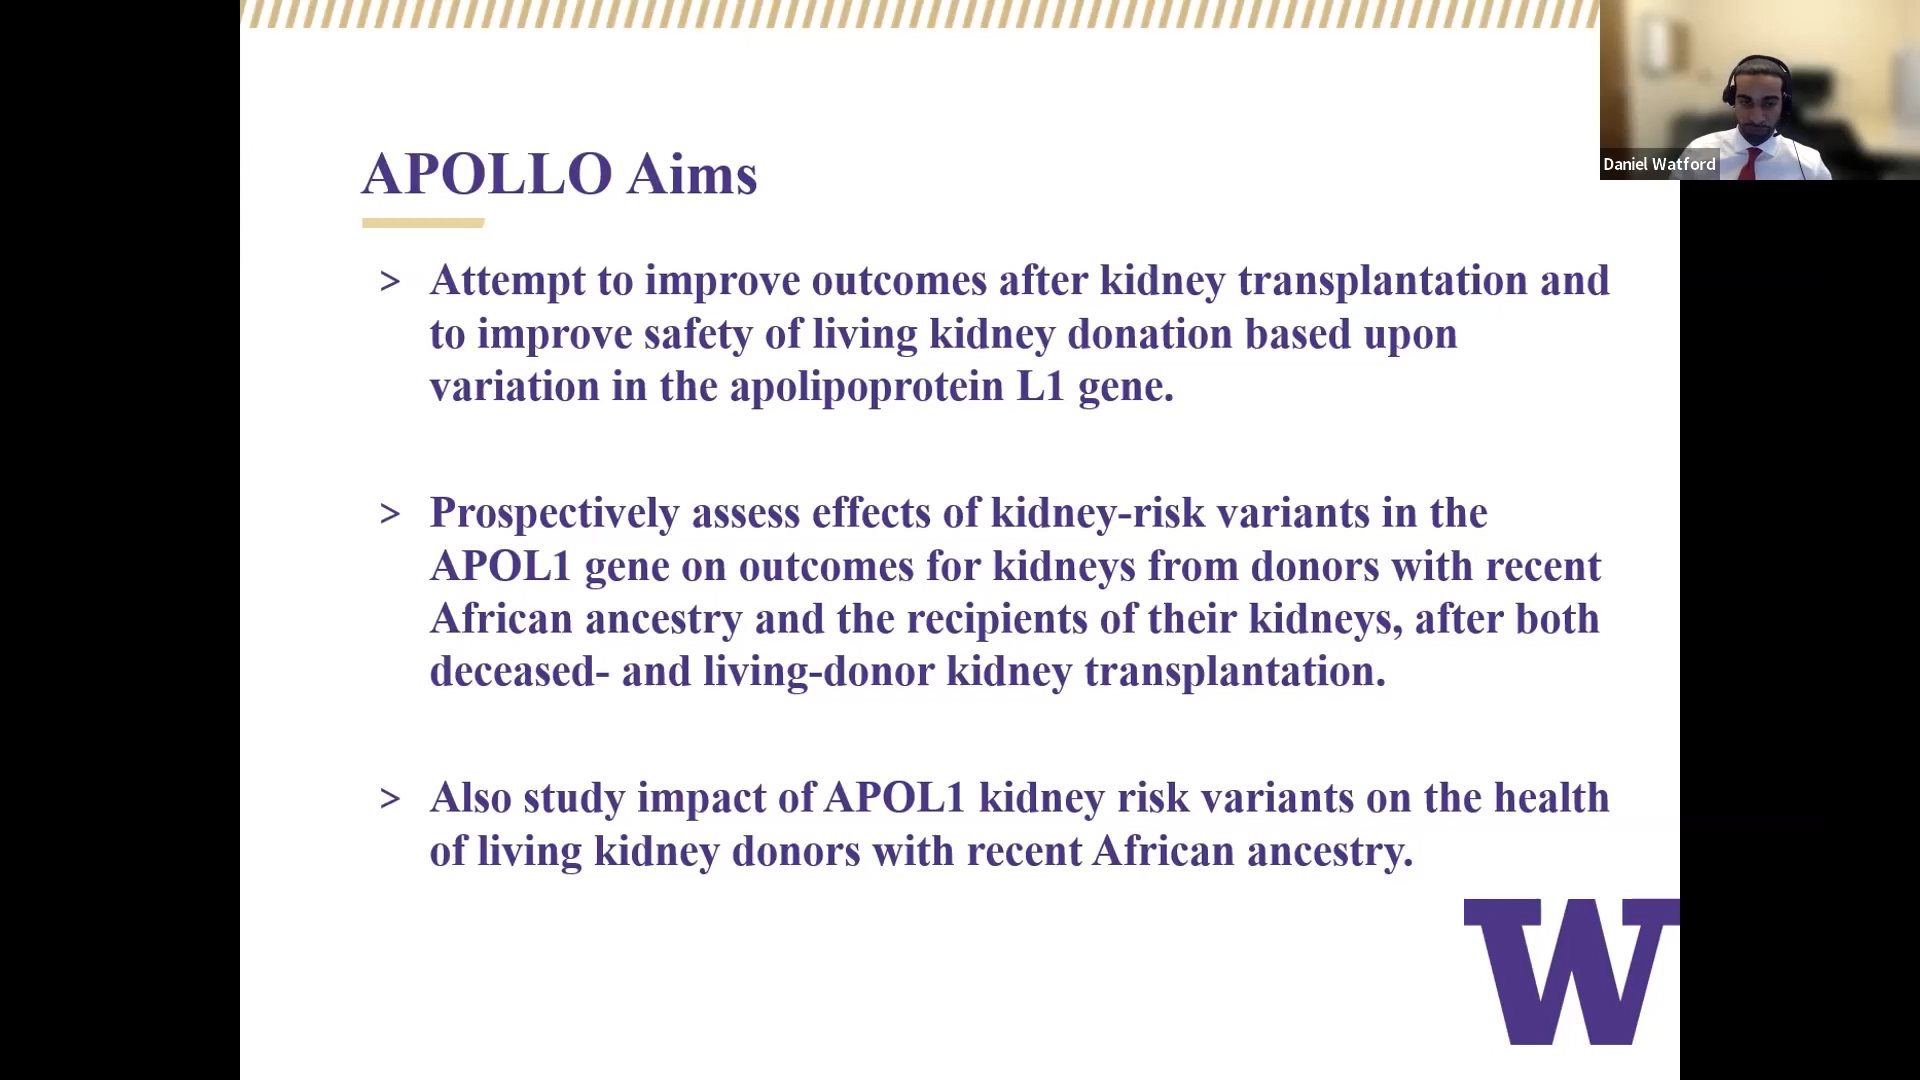 APOLLO Aims
> Attempt to improve outcomes after kidney transplantation and
to improve safety of living kidney donation based upon
variation in the apolipoprotein L1 gene.
> Prospectively assess effects of kidney-risk variants in the
APOL1 gene on outcomes for kidneys from donors with recent
African ancestry and the recipients of their kidneys, after both
deceased- and living-donor kidney transplantation.
> Also study impact of APOL1 kidney risk variants on the health
of living kidney donors with recent African ancestry.
W
Daniel Watford